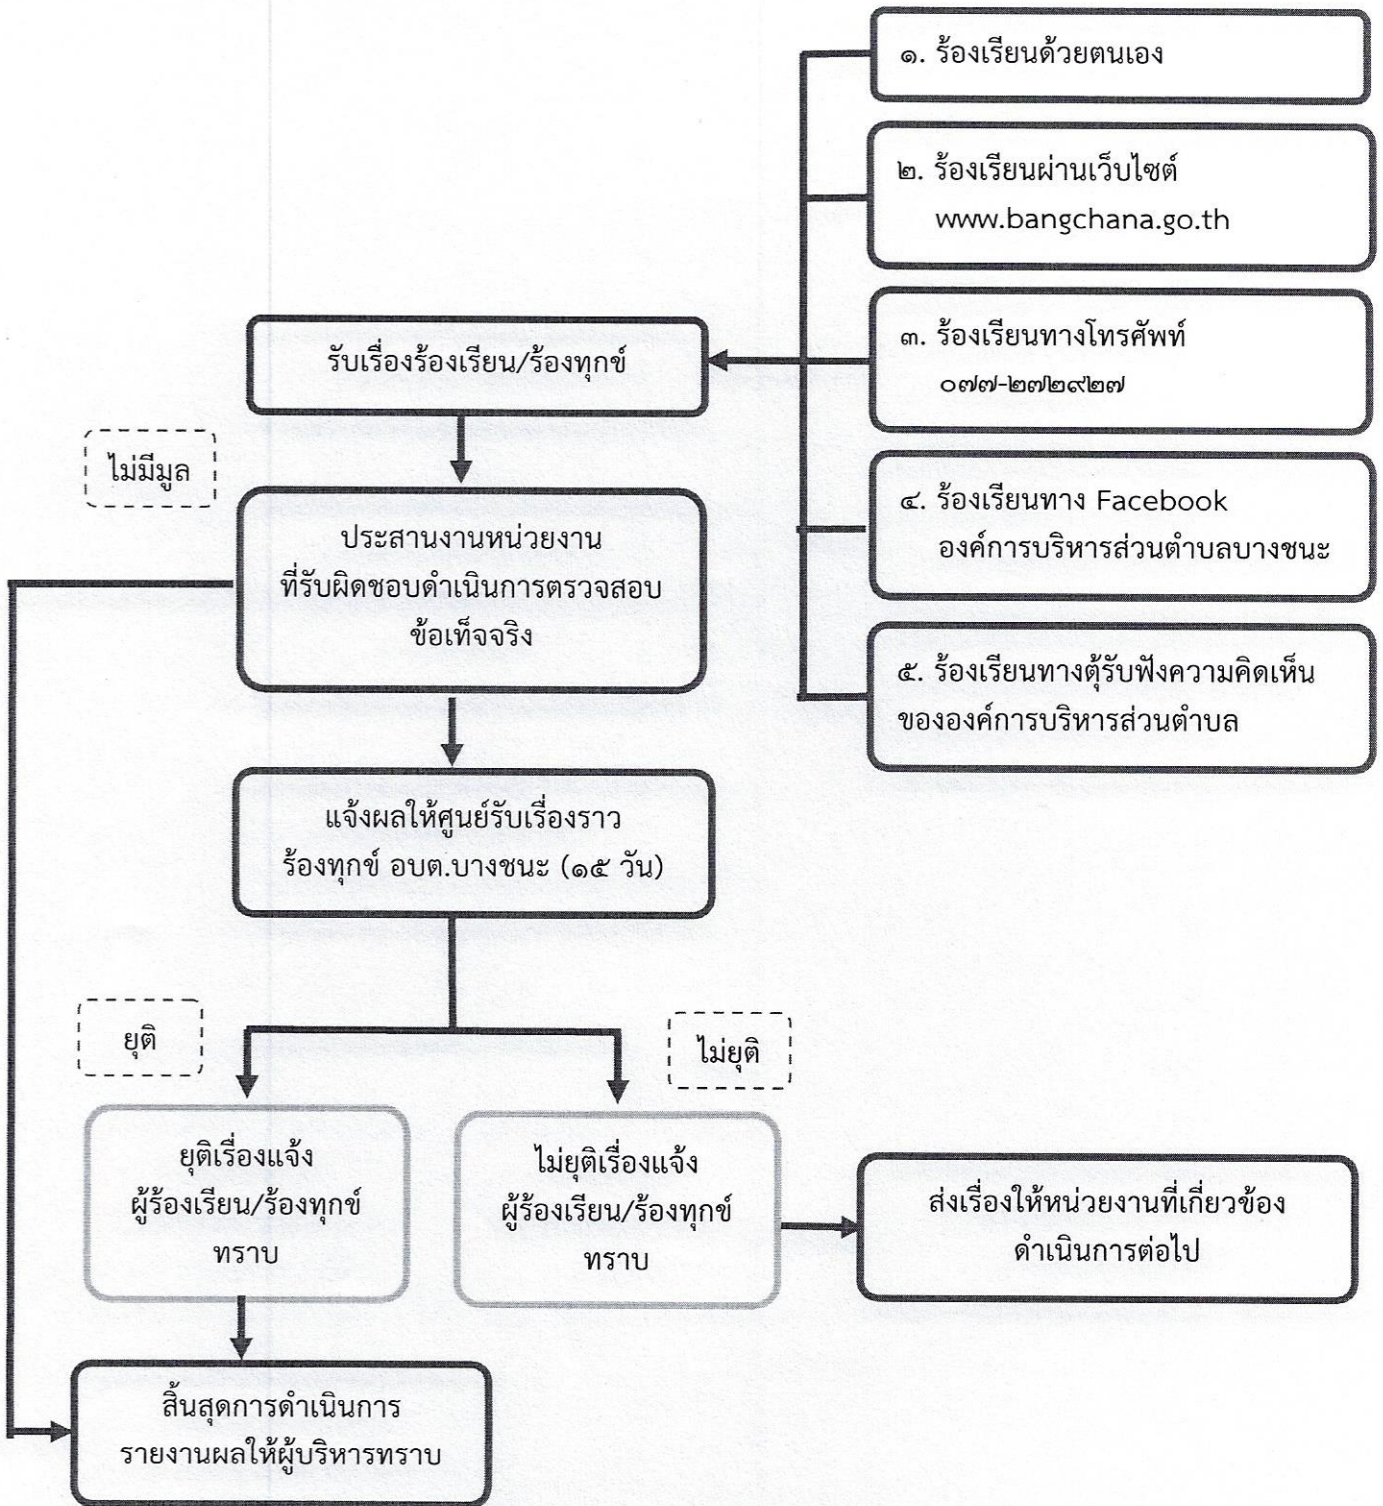 ๑. ร้องเรียนด้วยตนเอง
๒. ร้องเรียนผ่านเว็บไซต์
www.bangchana.go.th
๓. ร้องเรียนทางโทรศัพท์
๐๗๗-๒๗๒๙๒๗
๔. ร้องเรียนทาง Facebook
องค์การบริหารส่วนตำบลบางชนะ
๕. ร้องเรียนทางตุ้รับฟังความคิดเห็น
ขององค์การบริหารส่วนตำบล
รับเรื่องร้องเรียน/ร้องทุกข์
ไม่มีมูล
ประสานงานหน่วยงาน
ที่รับผิดชอบดำเนินการตรวจสอบ
ข้อเท็จจริง
แจ้งผลให้ศูนย์รับเรื่องราว
ร้องทุกข์ อบต.บางชนะ (๑๕ วัน)
ยุติ
ไม่ยุติ
ยุติเรื่องแจ้ง
ผู้ร้องเรียน/ร้องทุกข์
ทราบ
ไม่ยุติเรื่องแจ้ง
ผู้ร้องเรียน/ร้องทุกข์
ทราบ
ส่งเรื่องให้หน่วยงานที่เกี่ยวข้อง
ดำเนินการต่อไป
สิ้นสุดการดำเนินการ
รายงานผลให้ผู้บริหารทราบ